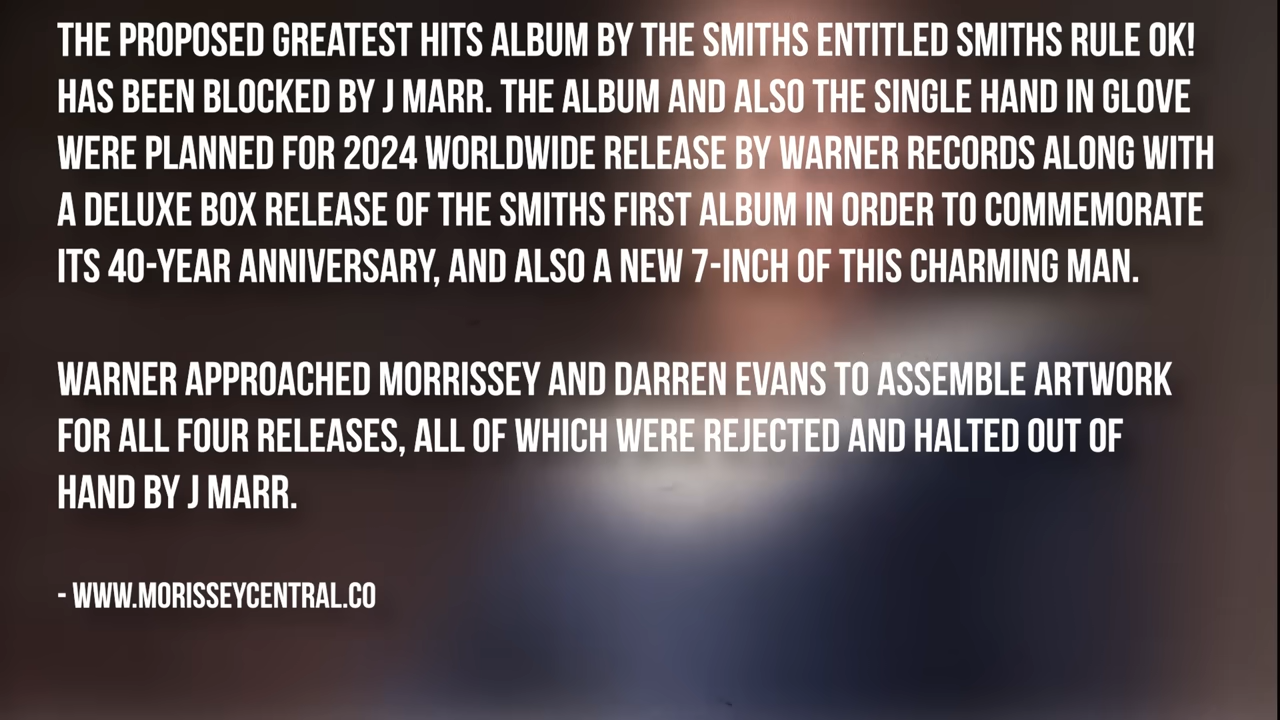 THE PROPOSED GREATEST HITS ALBUM BY THE SMITHS ENTITLED SMITHS RULE OK!
HAS BEEN BLOCKED BY J MARR. THE ALBUM AND ALSO THE SINGLE HAND IN GLOVE
WERE PLANNED FOR 2024 WORLDWIDE RELEASE BY WARNER RECORDS ALONG WITH
A DELUXE BOX RELEASE OF THE SMITHS FIRST ALBUM IN ORDER TO COMMEMORATE
ITS 40-YEAR ANNIVERSARY, AND ALSO A NEW 7-INCH OF THIS CHARMING MAN.
WARNER APPROACHED MORRISSEY AND DARREN EVANS TO ASSEMBLE ARTWORK
FOR ALL FOUR RELEASES, ALL OF WHICH WERE REJECTED AND HALTED OUT OF
HAND BY J MARR.
- WWW.MORISSEYCENTRAL.CO